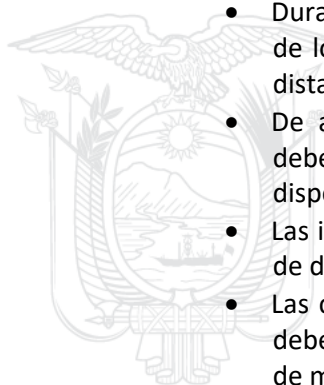 • Dura
de lo
dista
• De a
debe
dispo
• Las i
de d
• Las c
debe
de m